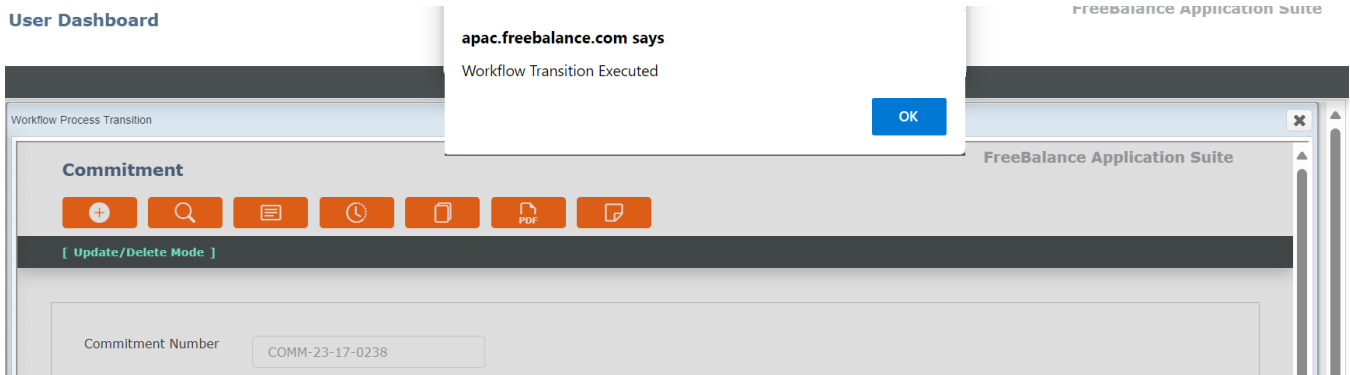 User Dashboard
FreeBalance Application Suite
apac.freebalance.com says
Workflow Transition Executed
OK
Workflow Process Transition
Commitment
FreeBalance Application Suite
PDF
[ Update/Delete Mode ]
Commitment Number
COMM-23-17-0238